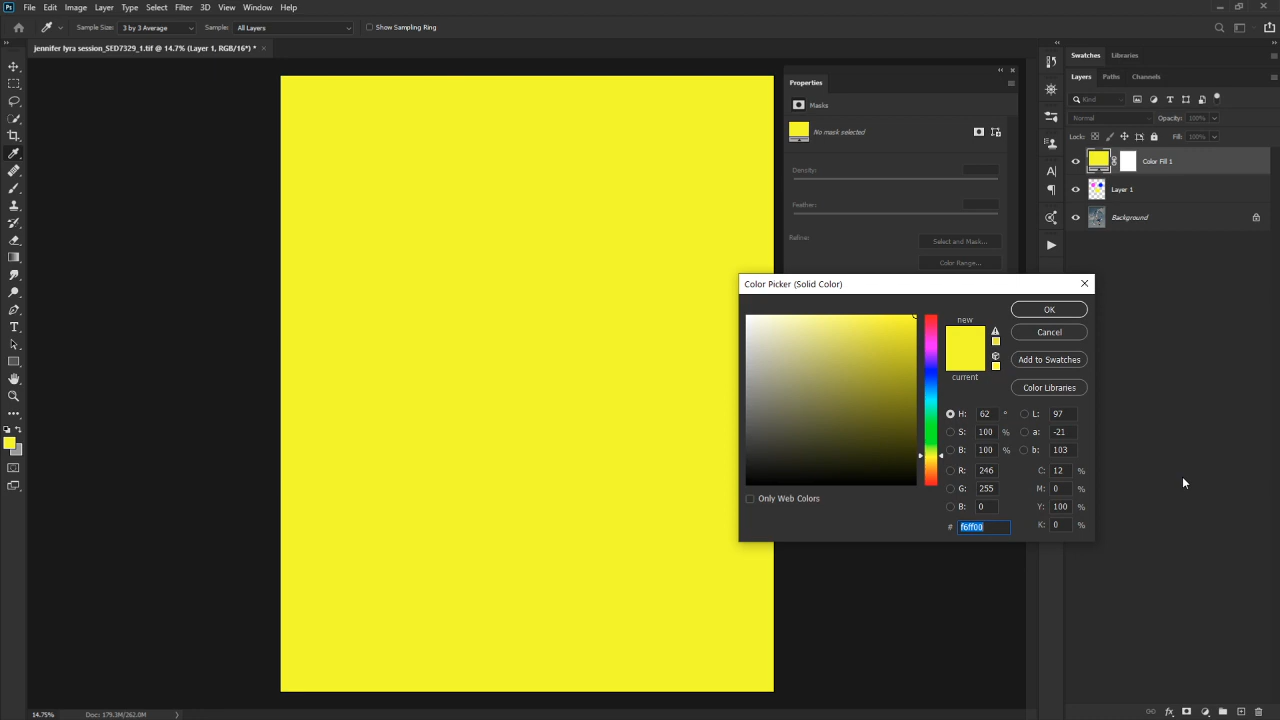 Ps File Edit Image Layer Type Select Filter 3D View Window Help
Sample Size: 3 by 3 Average Sample: All Layers Show Sampling Ring
jennifer lyra session_SED7329_1.tif @ 14.7% (Layer 1, RGB/16*) * ×
Properties
Masks
No mask selected
Density:
Feather:
Refine:
Select and Mask...
Color Range...
Color Picker (Solid Color)
new
current
OK
Cancel
Add to Swatches
Color Libraries
H: 62 ° L: 97
S: 100 % a: -21
B: 100 % b: 103
R: 246 C: 12 %
G: 255 M: 0 %
B: 0 Y: 100 %
# f6ff00 K: 0 %
Only Web Colors
Swatches Libraries
Layers Paths Channels
Kind
Normal Opacity: 100%
Lock: Fill: 100%
Color Fill 1
Layer 1
Background
14.75% Doc: 179.3M/262.0M